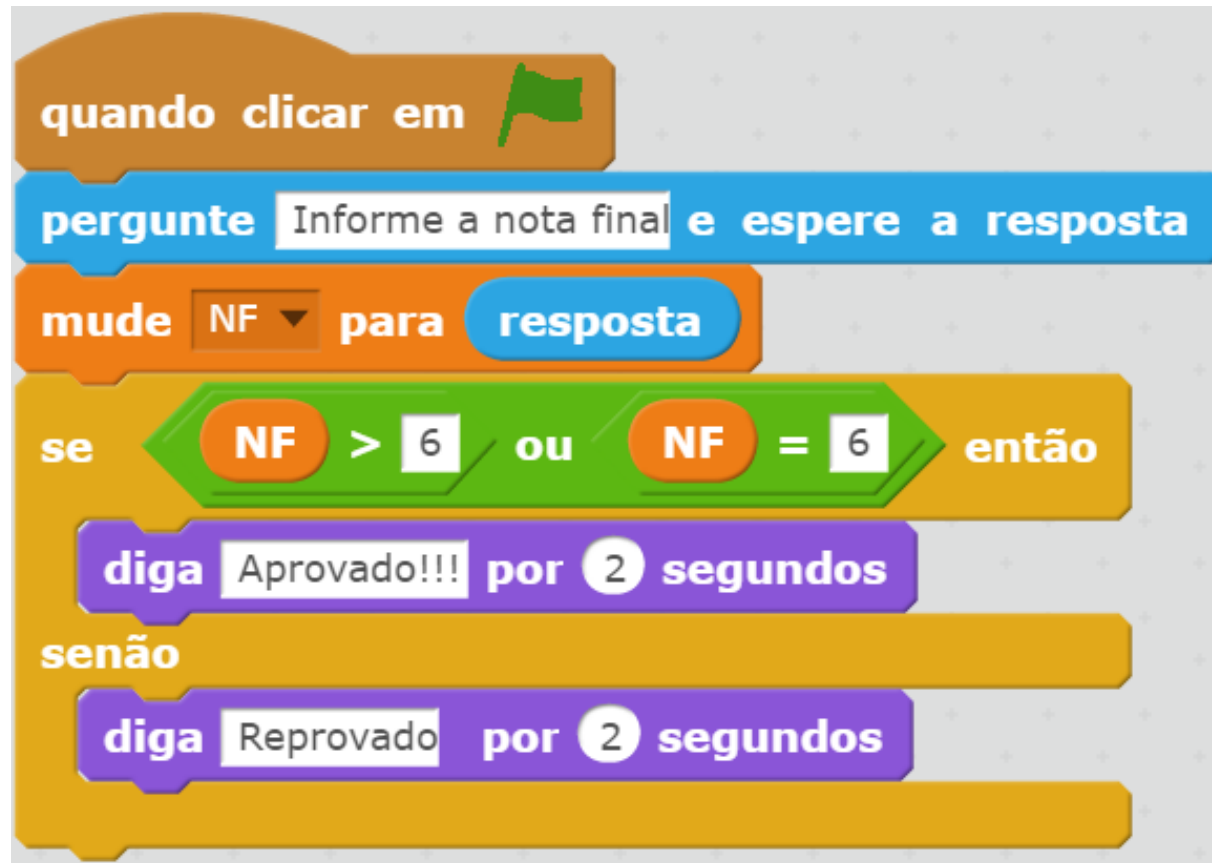 quando clicar em
pergunte Informe a nota final e espere a resposta
mude NF para resposta
se NF > 6 ou NF = 6 então
diga Aprovado!!! por 2 segundos
senão
diga Reprovado por 2 segundos